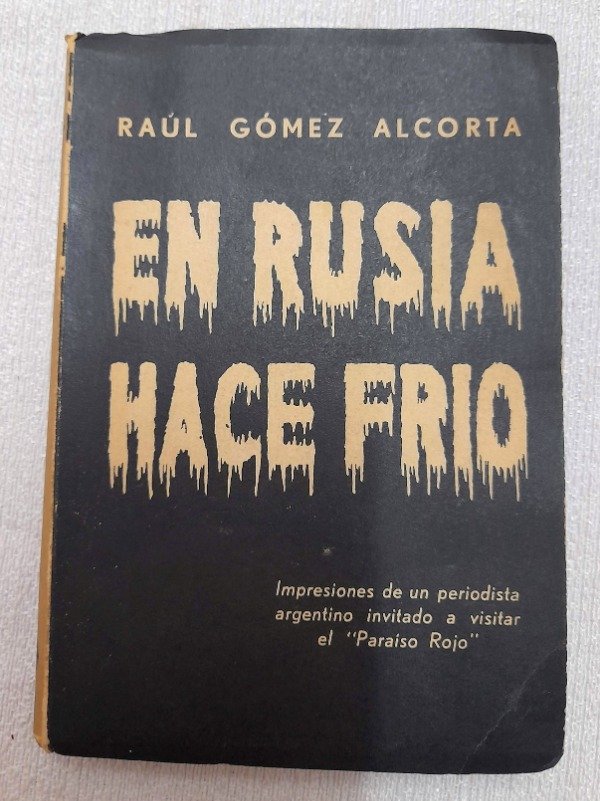 RAÚL GÓMEZ ALCORTA
EN RUSIA
HACE FRIO
Impresiones de un periodista
argentino invitado a visitar
el "Paraíso Rojo"